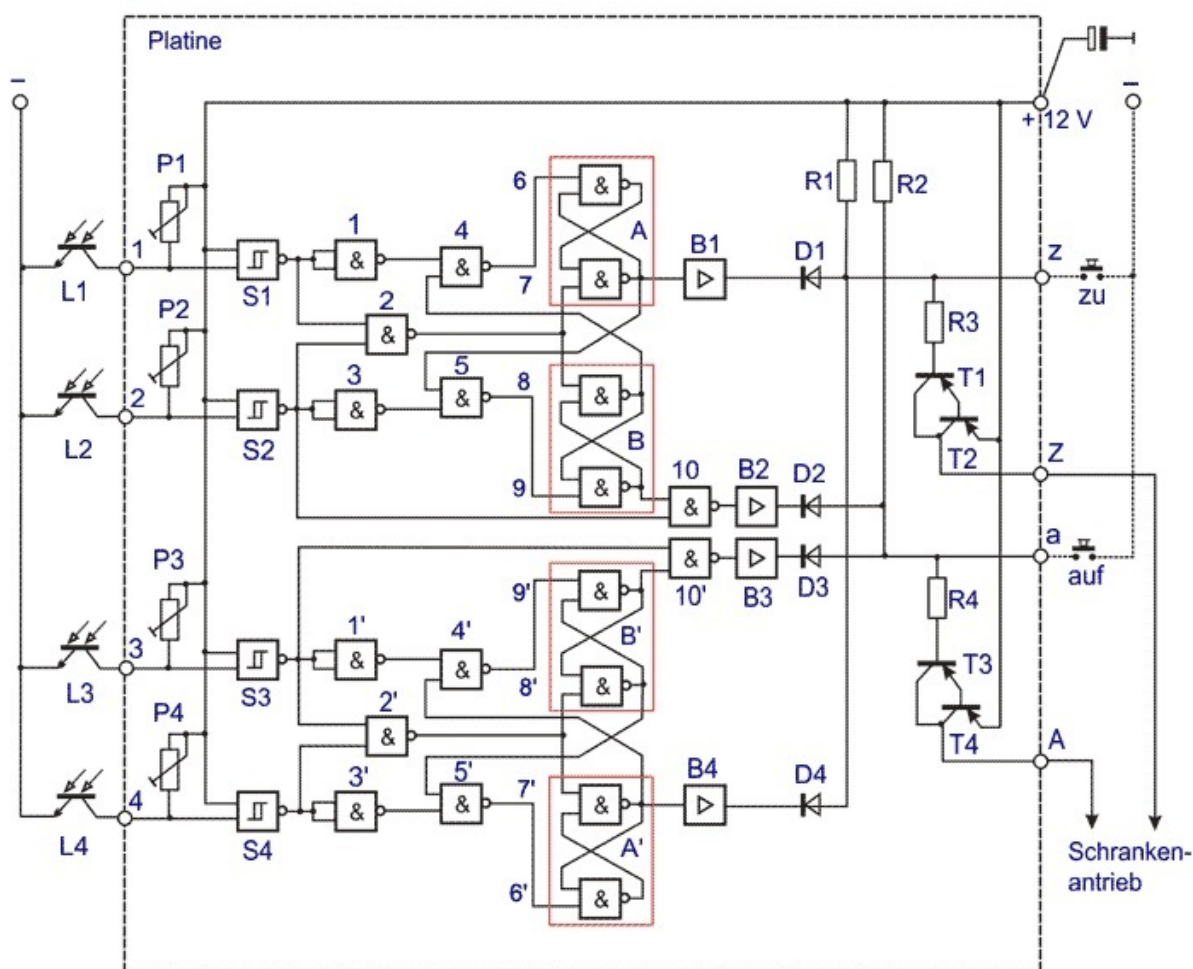 Platine
–
–
+ 12 V
P1
R1
R2
6
&
A
1
4
L1
1
S1
&
&
7
&
B1
D1
z
zu
P2
2
&
R3
L2
2
S2
3
&
5
&
8
&
B
T1
T2
9
&
10
&
B2
D2
Z
P3
&
10'
B3
D3
a
auf
9'
&
B'
R4
1'
4'
L3
3
S3
&
&
8'
&
T3
T4
P4
2'
&
A
L4
4
S4
3'
&
5'
&
7'
&
A'
B4
D4
6'
&
Schranken-
antrieb